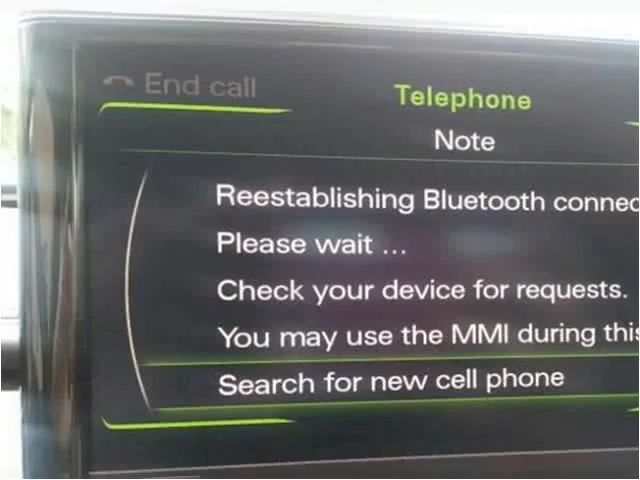 End call
Telephone
Note
Reestablishing Bluetooth connec
Please wait ...
Check your device for requests.
You may use the MMI during this
Search for new cell phone